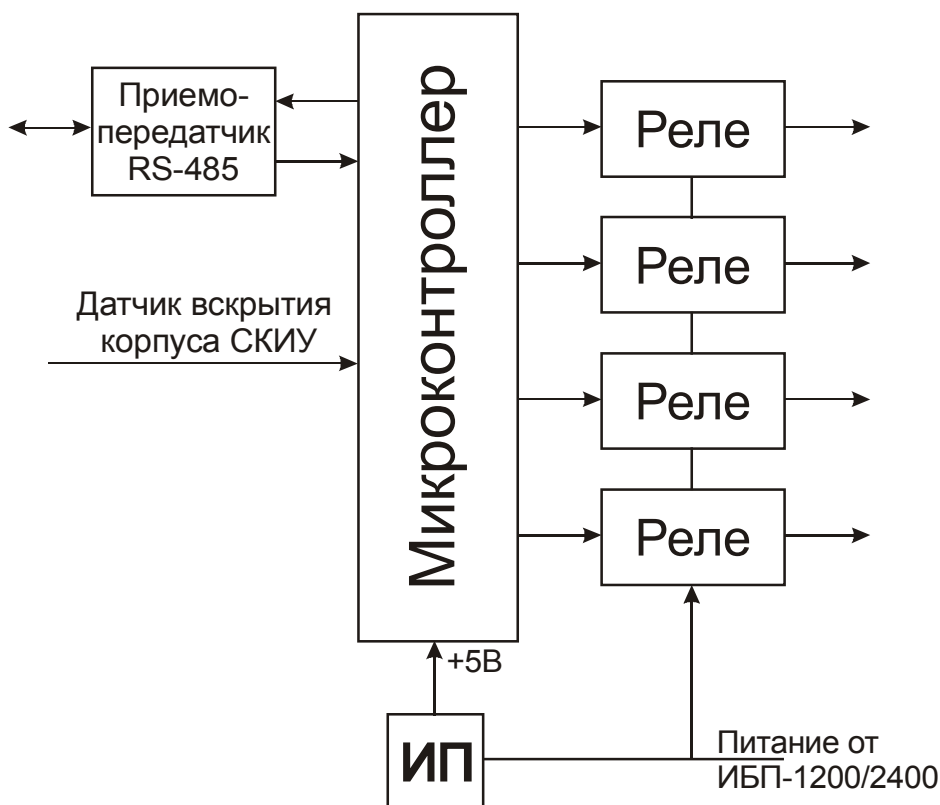 Приемо-
передатчик
RS-485
Датчик вскрытия
корпуса СКИУ
Микроконтроллер
Реле
Реле
Реле
Реле
+5В
ИП
Питание от
ИБП-1200/2400